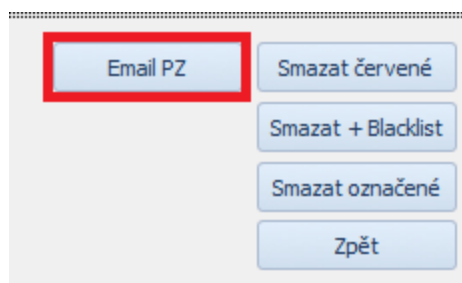 Email PZ
Smazat červené
Smazat + Blacklist
Smazat označené
Zpět